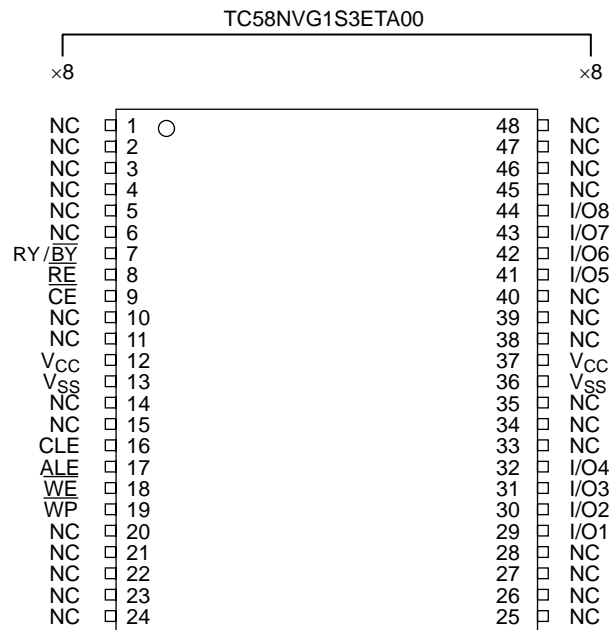 TC58NVG1S3ETA00
×8 ×8
NC 1 48 NC
NC 2 47 NC
NC 3 46 NC
NC 4 45 NC
NC 5 44 I/O8
NC 6 43 I/O7
RY/B̅Y̅ 7 42 I/O6
R̅E̅ 8 41 I/O5
C̅E̅ 9 40 NC
NC 10 39 NC
NC 11 38 NC
VCC 12 37 VCC
VSS 13 36 VSS
NC 14 35 NC
NC 15 34 NC
CLE 16 33 NC
ALE 17 32 I/O4
W̅E̅ 18 31 I/O3
W̅P̅ 19 30 I/O2
NC 20 29 I/O1
NC 21 28 NC
NC 22 27 NC
NC 23 26 NC
NC 24 25 NC